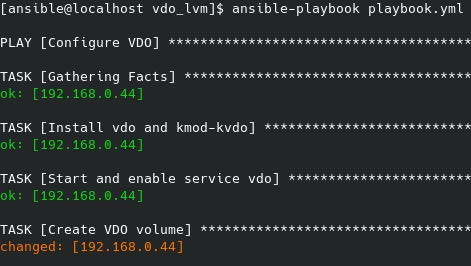 [ansible@localhost vdo_lvm]$ ansible-playbook playbook.yml
PLAY [Configure VDO] **************************************
TASK [Gathering Facts] ************************************
ok: [192.168.0.44]
TASK [Install vdo and kmod-kvdo] **************************
ok: [192.168.0.44]
TASK [Start and enable service vdo] ***********************
ok: [192.168.0.44]
TASK [Create VDO volume] **********************************
changed: [192.168.0.44]